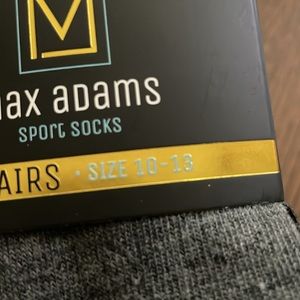 ax adams
sport socks
AIRS · SIZE 10-13